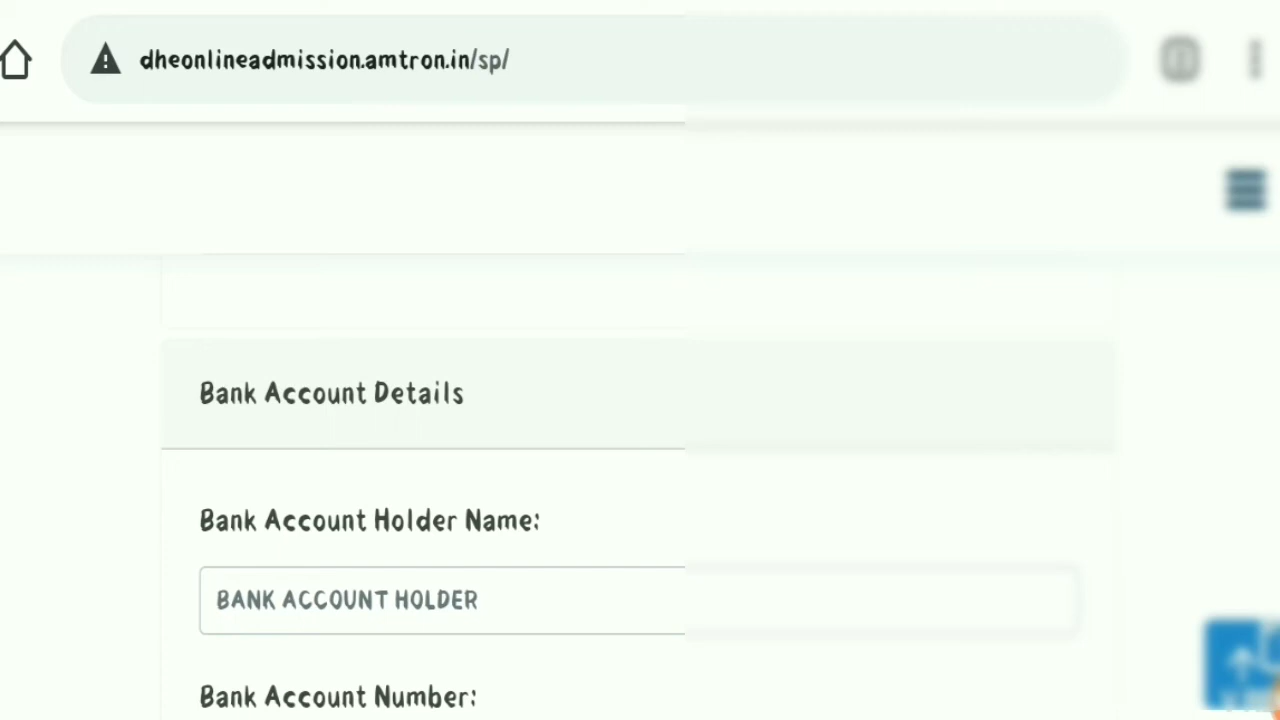 dheonlineadmission.amtron.in/sp/
Bank Account Details
Bank Account Holder Name:
BANK ACCOUNT HOLDER
Bank Account Number: